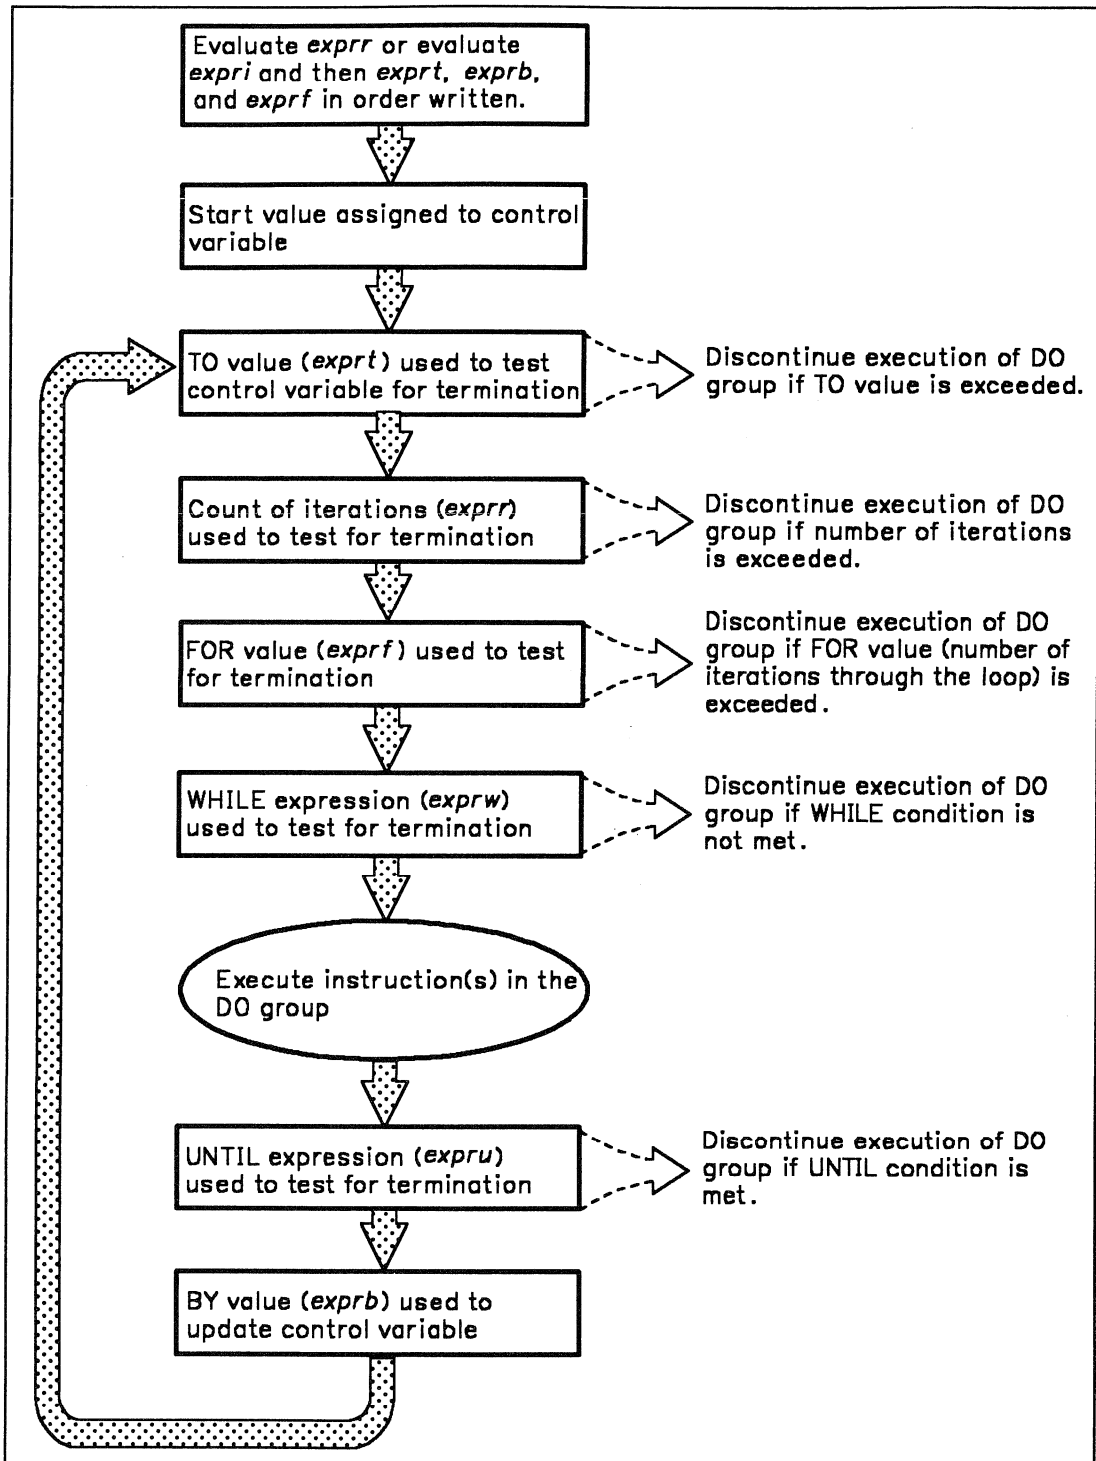 Evaluate exprr or evaluate
expri and then exprt, exprb,
and exprf in order written.
Start value assigned to control
variable
TO value (exprt) used to test
control variable for termination
Discontinue execution of DO
group if TO value is exceeded.
Count of iterations (exprr)
used to test for termination
Discontinue execution of DO
group if number of iterations
is exceeded.
FOR value (exprf) used to test
for termination
Discontinue execution of DO
group if FOR value (number of
iterations through the loop) is
exceeded.
WHILE expression (exprw)
used to test for termination
Discontinue execution of DO
group if WHILE condition is
not met.
Execute instruction(s) in the
DO group
UNTIL expression (expru)
used to test for termination
Discontinue execution of DO
group if UNTIL condition is
met.
BY value (exprb) used to
update control variable